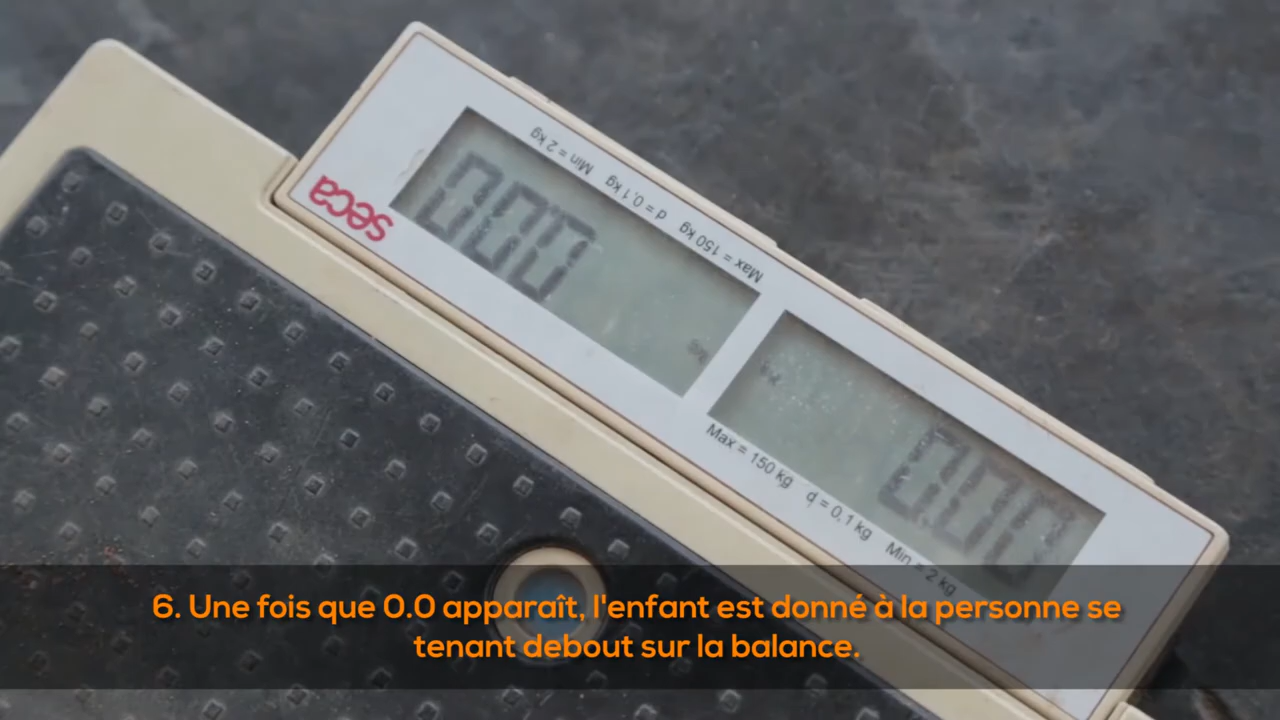 seca
Max = 150 kg d = 0,1 kg Min = 2 kg
0.0.0
kg
Max = 150 kg d = 0,1 kg Min = 2 kg
6. Une fois que 0.0 apparaît, l'enfant est donné à la personne se
tenant debout sur la balance.